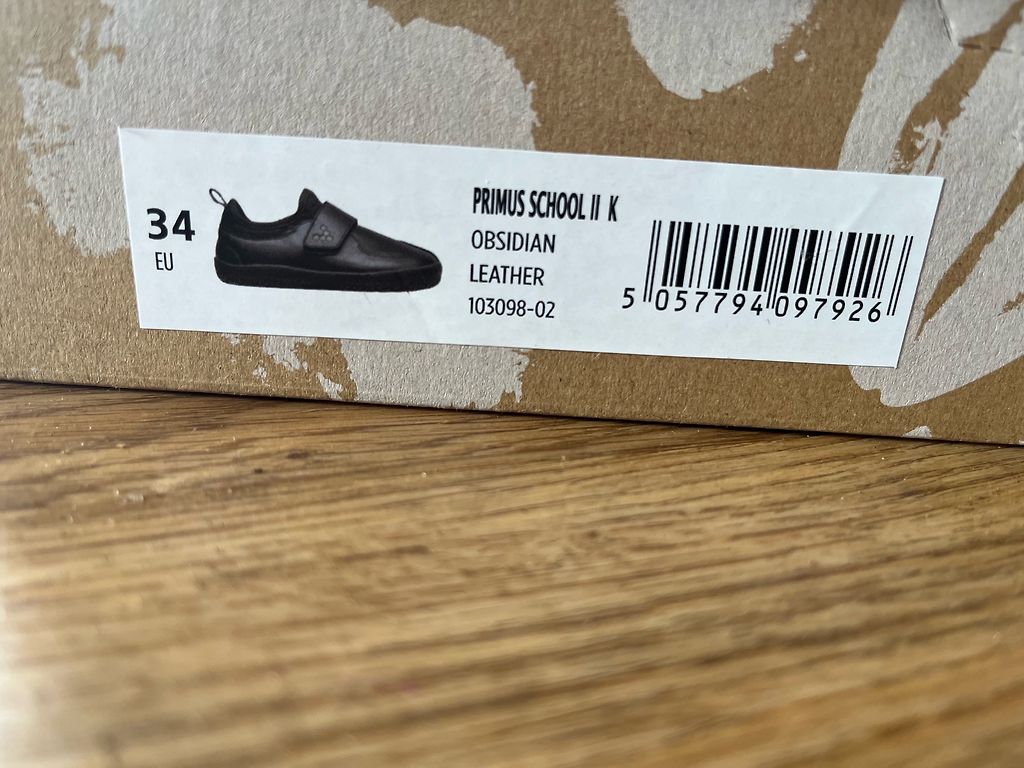 34
EU
PRIMUS SCHOOL II K
OBSIDIAN
LEATHER
103098-02
5 057794 097926